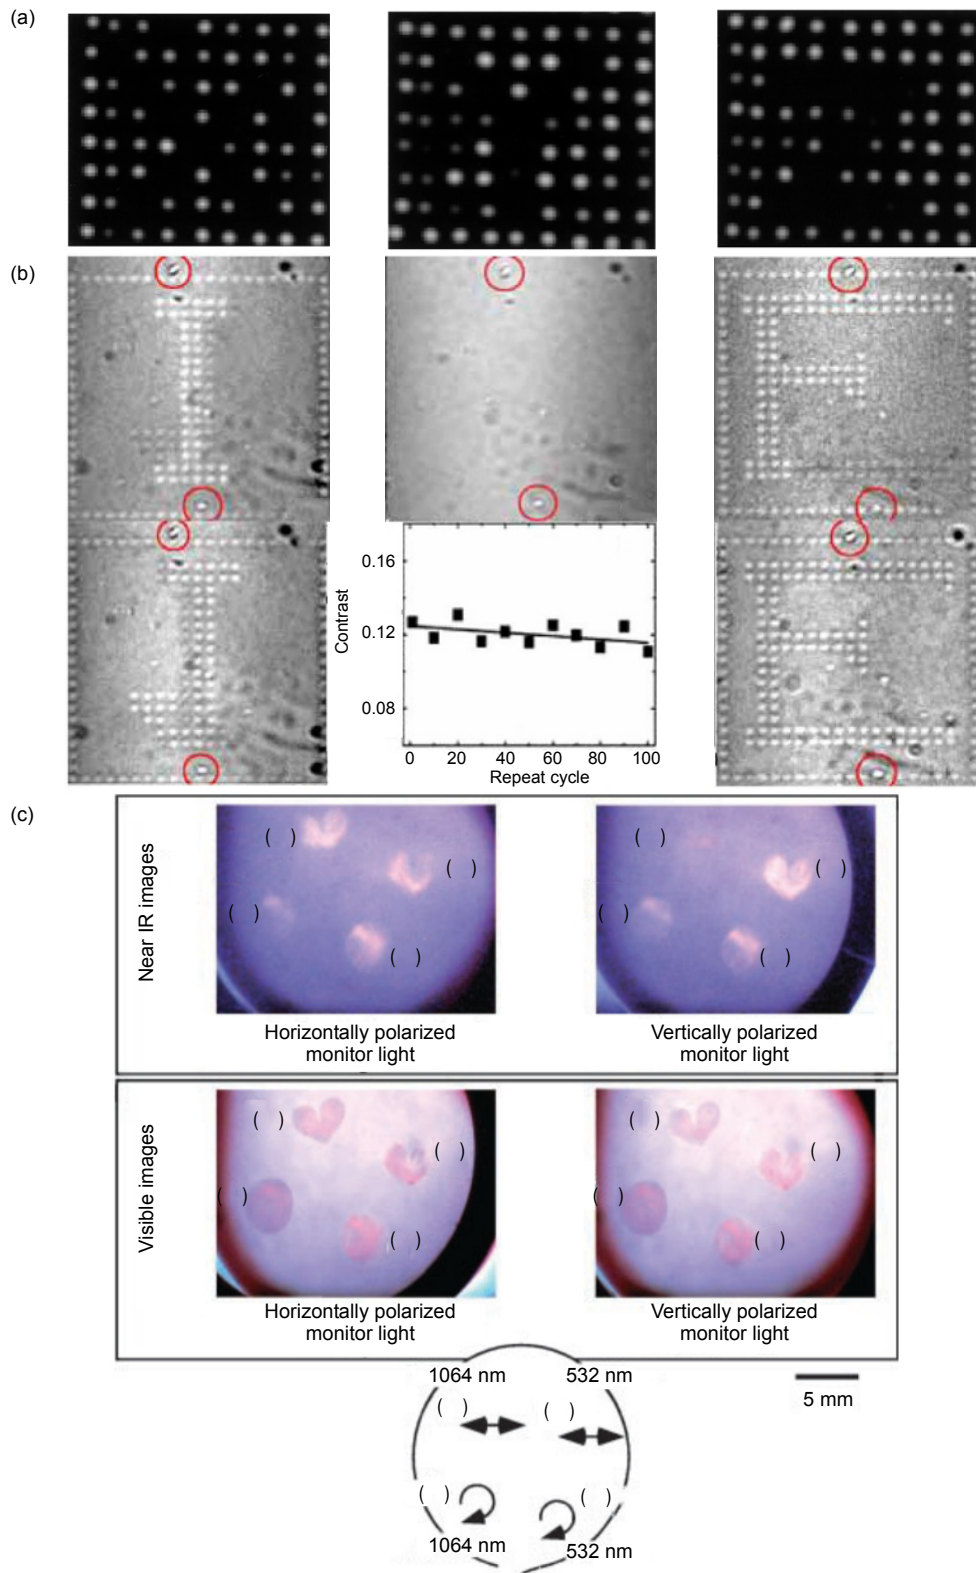 (a)
(b)
0.16
0.12
0.08
Contrast
0 20 40 60 80 100
Repeat cycle
(c)
Near IR images
( )
( )
( )
( )
( )
( )
( )
( )
Horizontally polarized
monitor light
Vertically polarized
monitor light
Visible images
( )
( )
( )
( )
( )
( )
( )
( )
Horizontally polarized
monitor light
Vertically polarized
monitor light
1064 nm 532 nm
( ) ( )
( ) ( )
1064 nm 532 nm
5 mm